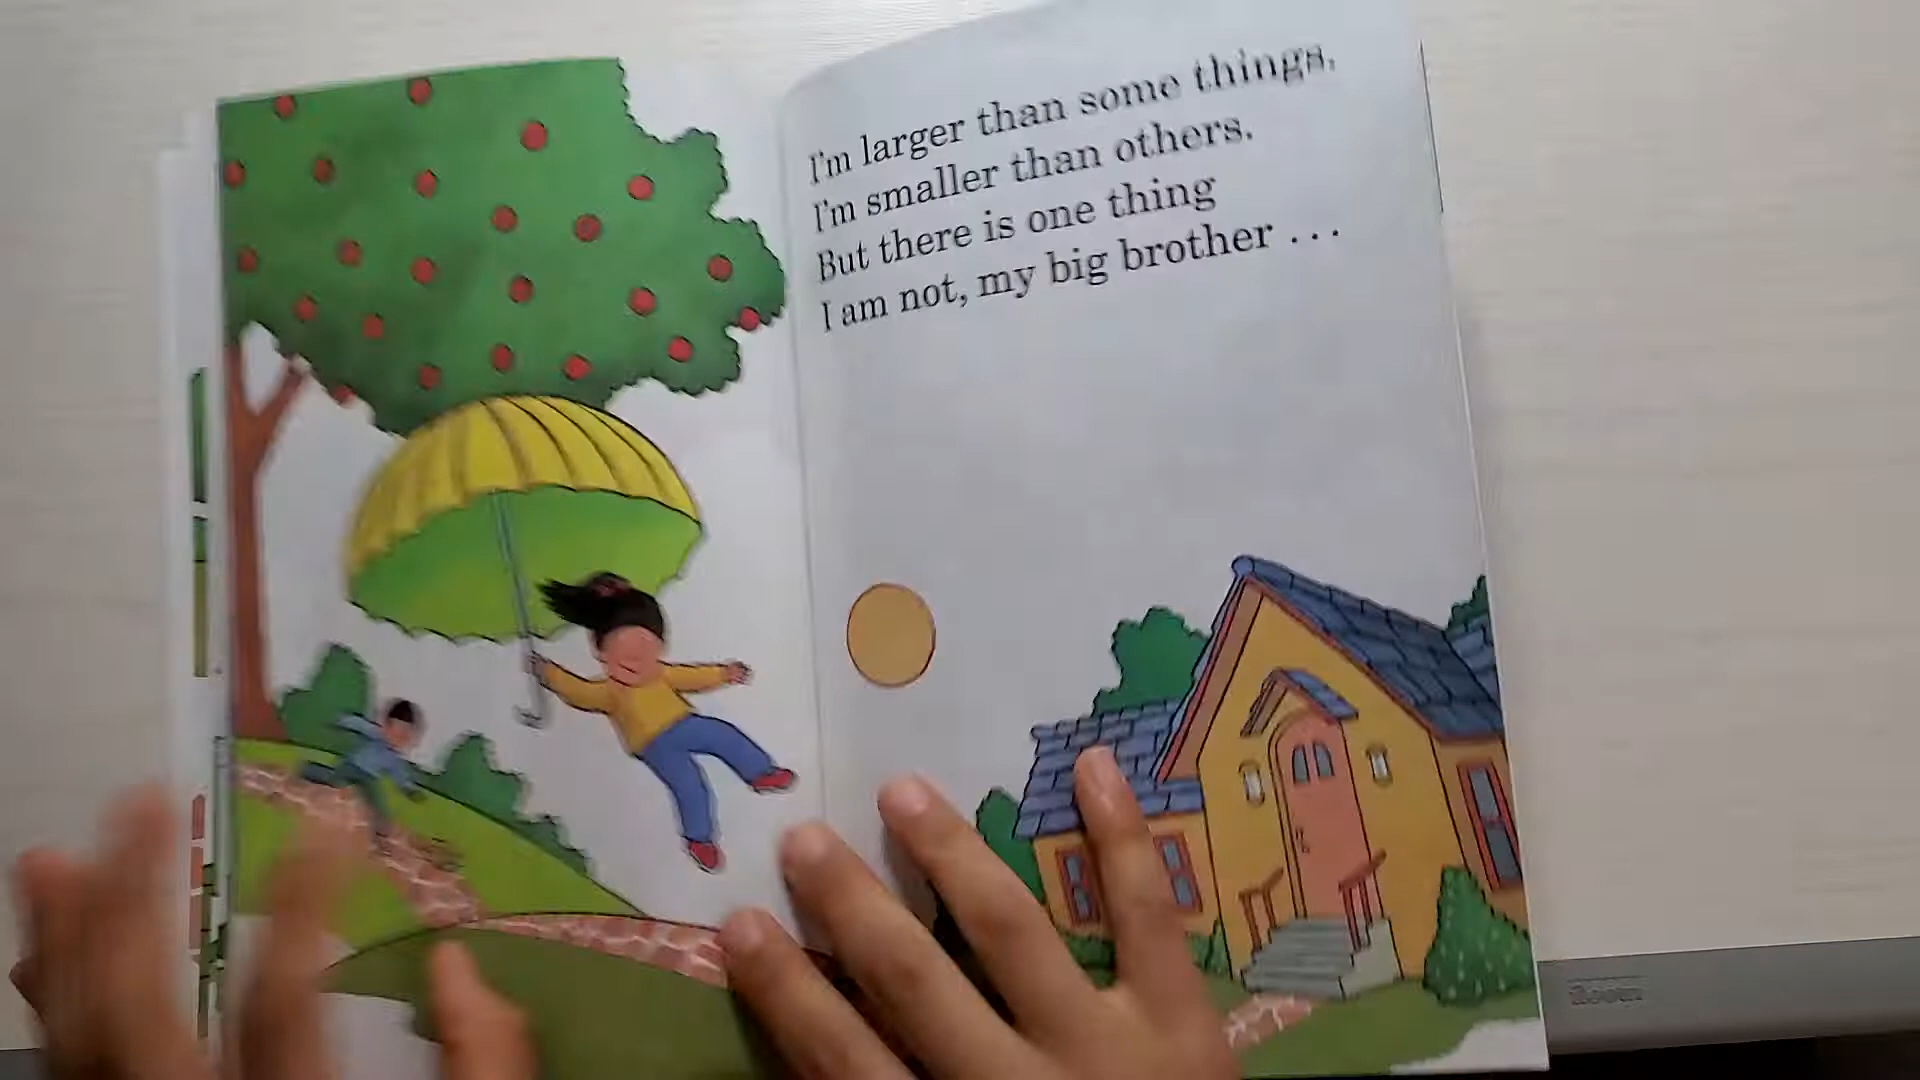 I'm larger than some things.
I'm smaller than others.
But there is one thing
I am not, my big brother . . .